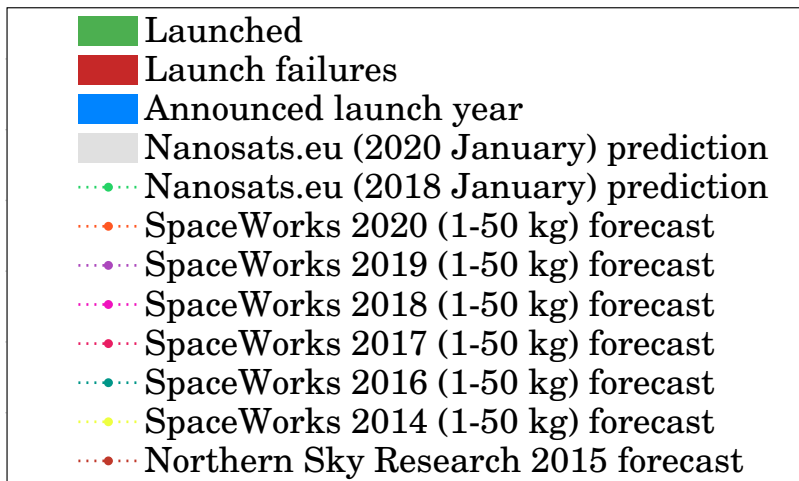 Launched
Launch failures
Announced launch year
Nanosats.eu (2020 January) prediction
Nanosats.eu (2018 January) prediction
SpaceWorks 2020 (1-50 kg) forecast
SpaceWorks 2019 (1-50 kg) forecast
SpaceWorks 2018 (1-50 kg) forecast
SpaceWorks 2017 (1-50 kg) forecast
SpaceWorks 2016 (1-50 kg) forecast
SpaceWorks 2014 (1-50 kg) forecast
Northern Sky Research 2015 forecast